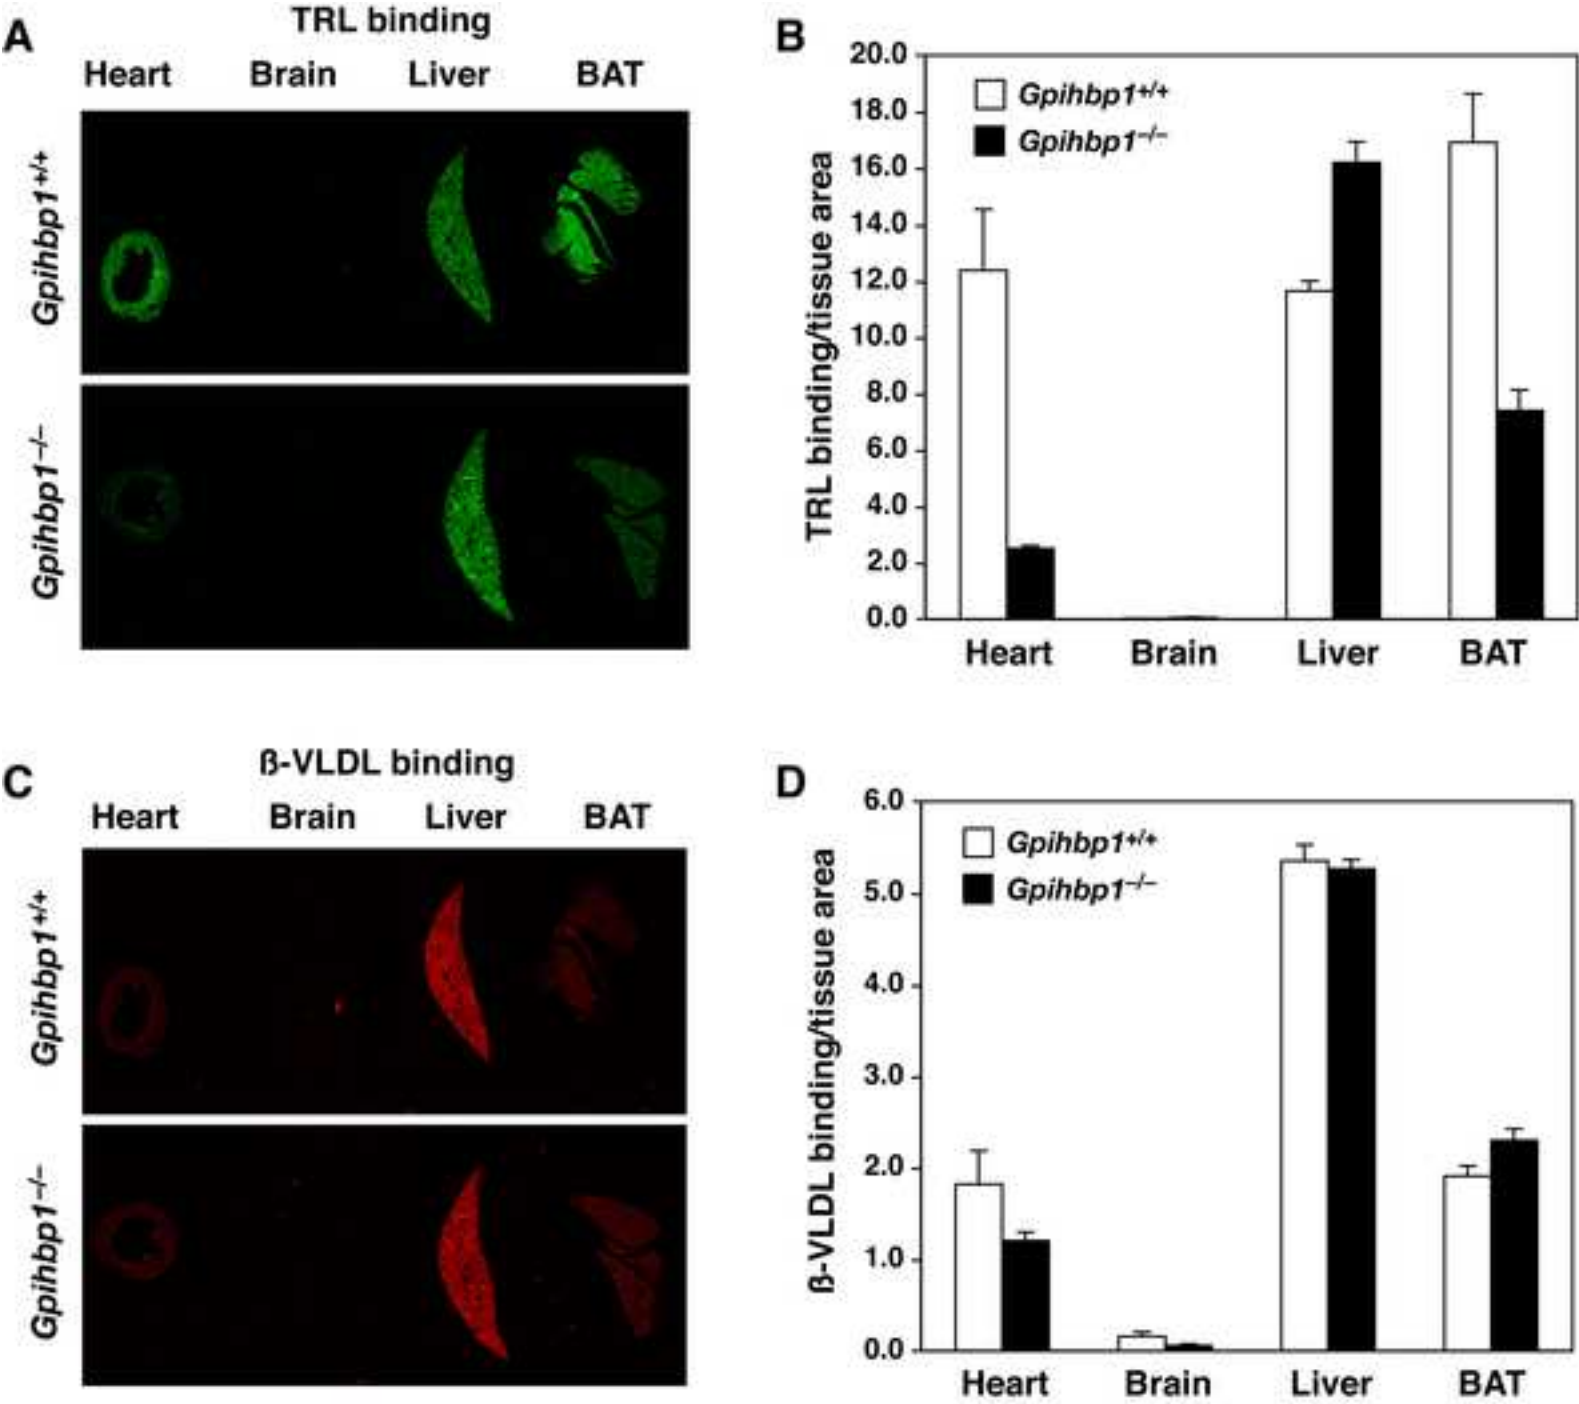 A
TRL binding
Heart Brain Liver BAT
Gpihbp1+/+
Gpihbp1–/–
B
20.0
18.0
16.0
14.0
12.0
10.0
8.0
6.0
4.0
2.0
0.0
TRL binding/tissue area
Gpihbp1+/+
Gpihbp1–/–
Heart Brain Liver BAT
C
ß-VLDL binding
Heart Brain Liver BAT
Gpihbp1+/+
Gpihbp1–/–
D
6.0
5.0
4.0
3.0
2.0
1.0
0.0
ß-VLDL binding/tissue area
Gpihbp1+/+
Gpihbp1–/–
Heart Brain Liver BAT